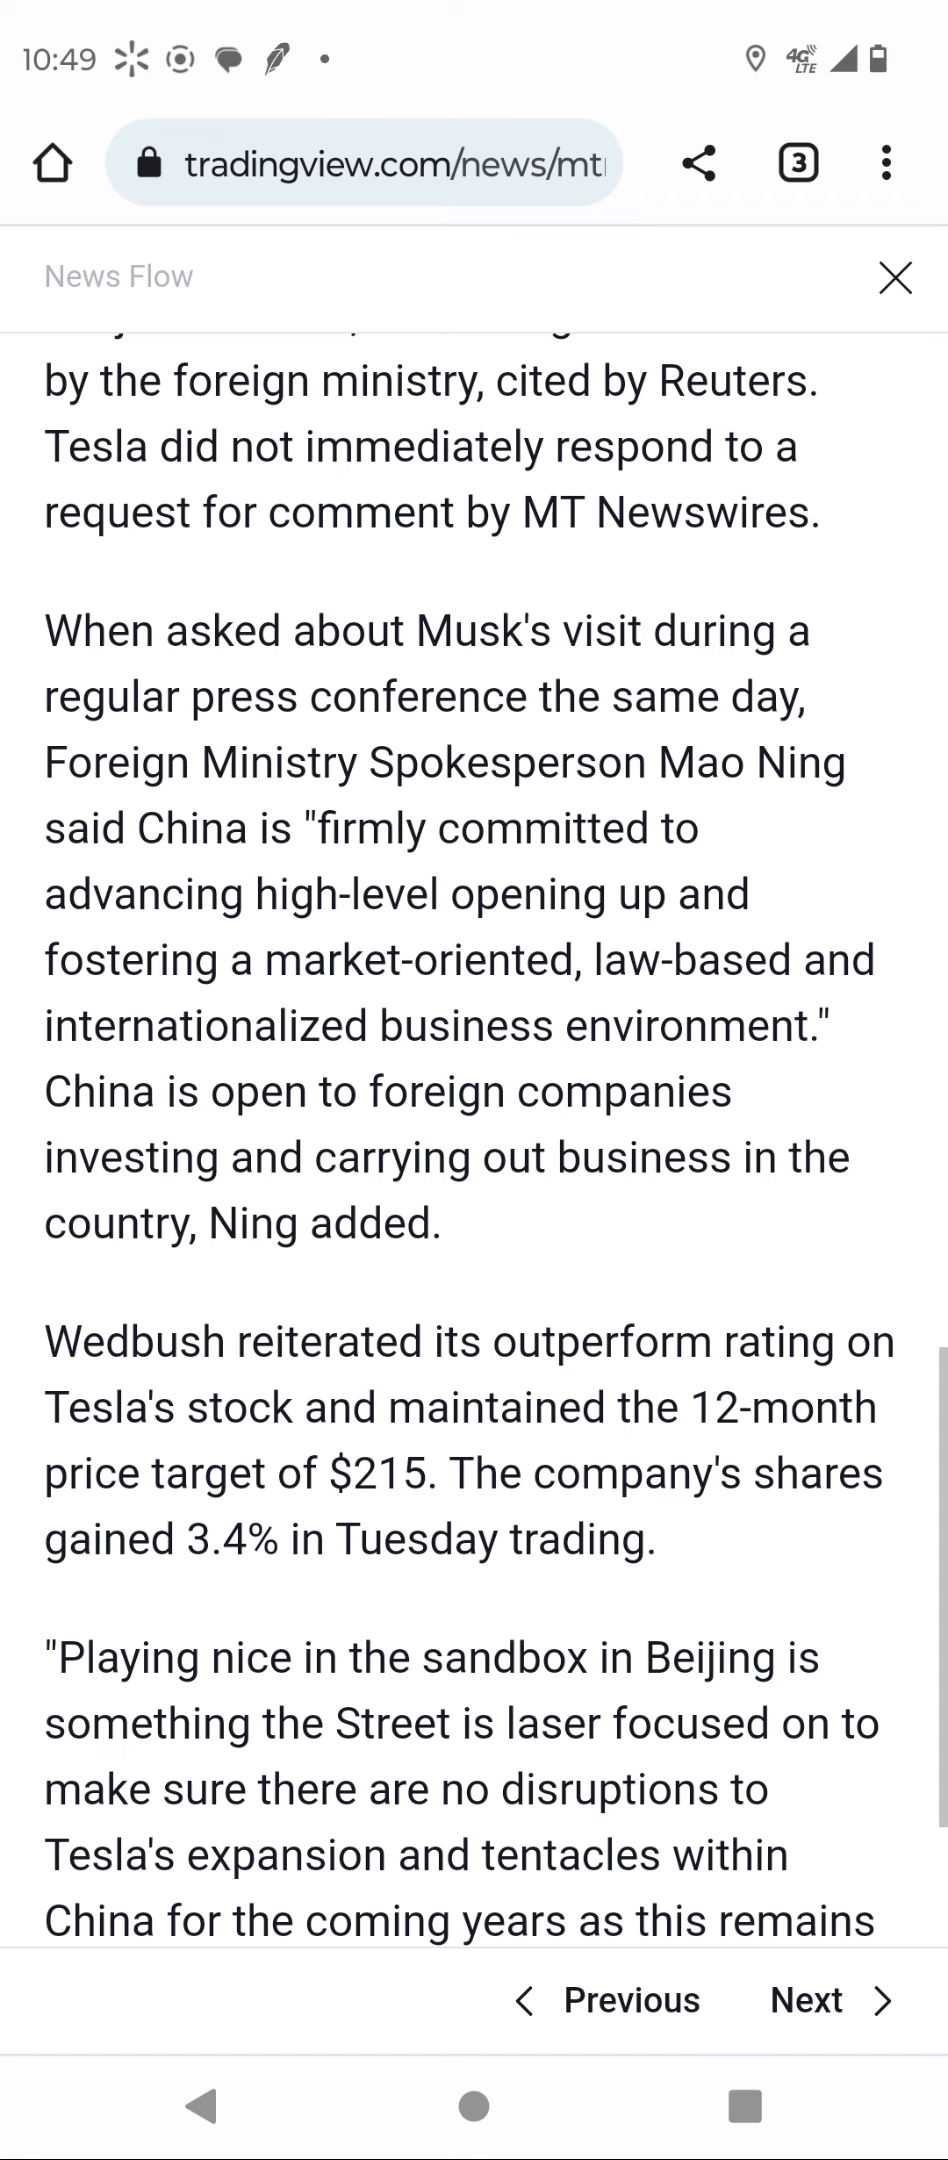 10:49
4G
LTE
tradingview.com/news/mt
3
News Flow
by the foreign ministry, cited by Reuters.
Tesla did not immediately respond to a
request for comment by MT Newswires.
When asked about Musk's visit during a
regular press conference the same day,
Foreign Ministry Spokesperson Mao Ning
said China is "firmly committed to
advancing high-level opening up and
fostering a market-oriented, law-based and
internationalized business environment."
China is open to foreign companies
investing and carrying out business in the
country, Ning added.
Wedbush reiterated its outperform rating on
Tesla's stock and maintained the 12-month
price target of $215. The company's shares
gained 3.4% in Tuesday trading.
"Playing nice in the sandbox in Beijing is
something the Street is laser focused on to
make sure there are no disruptions to
Tesla's expansion and tentacles within
China for the coming years as this remains
Previous Next